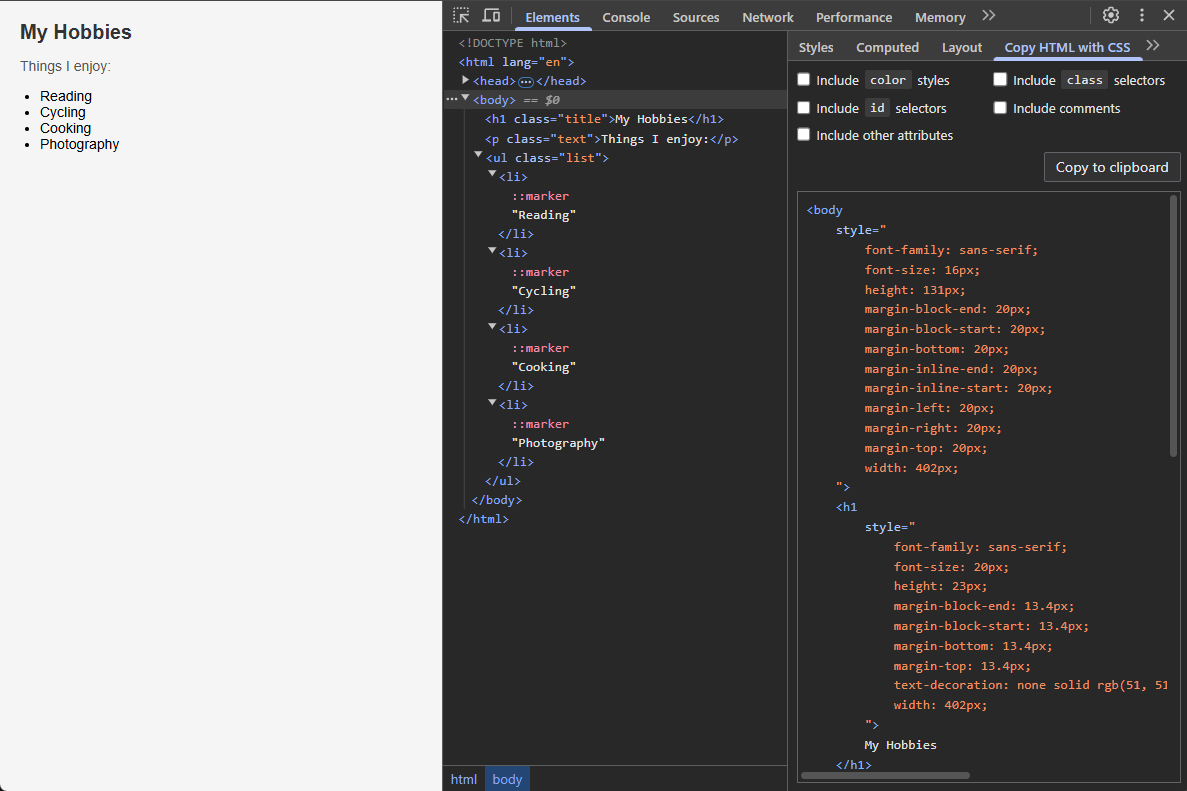 My Hobbies
Things I enjoy:
Reading
Cycling
Cooking
Photography
Elements Console Sources Network Performance Memory
<!DOCTYPE html>
<html lang="en">
<head>…</head>
… <body> == $0
<h1 class="title">My Hobbies</h1>
<p class="text">Things I enjoy:</p>
<ul class="list">
<li>
::marker
"Reading"
</li>
<li>
::marker
"Cycling"
</li>
<li>
::marker
"Cooking"
</li>
<li>
::marker
"Photography"
</li>
</ul>
</body>
</html>
html body
Styles Computed Layout Copy HTML with CSS
Include color styles
Include class selectors
Include id selectors
Include comments
Include other attributes
Copy to clipboard
<body
style="
font-family: sans-serif;
font-size: 16px;
height: 131px;
margin-block-end: 20px;
margin-block-start: 20px;
margin-bottom: 20px;
margin-inline-end: 20px;
margin-inline-start: 20px;
margin-left: 20px;
margin-right: 20px;
margin-top: 20px;
width: 402px;
">
<h1
style="
font-family: sans-serif;
font-size: 20px;
height: 23px;
margin-block-end: 13.4px;
margin-block-start: 13.4px;
margin-bottom: 13.4px;
margin-top: 13.4px;
text-decoration: none solid rgb(51, 51
width: 402px;
">
My Hobbies
</h1>